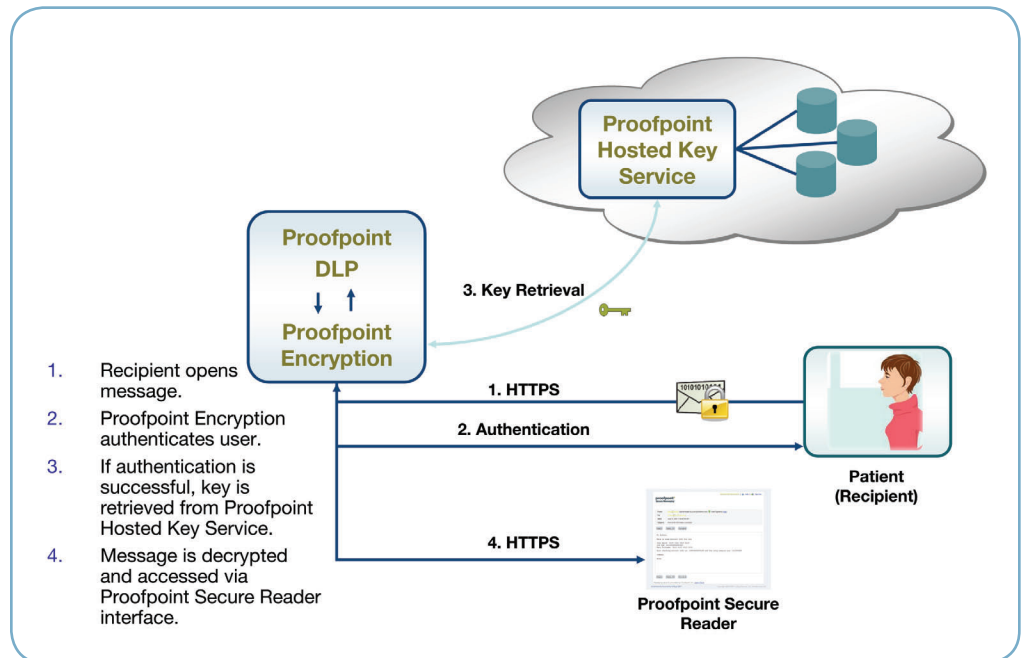 Proofpoint
Hosted Key
Service
Proofpoint
DLP
Proofpoint
Encryption
3. Key Retrieval
1. Recipient opens
message.
2. Proofpoint Encryption
authenticates user.
3. If authentication is
successful, key is
retrieved from Proofpoint
Hosted Key Service.
4. Message is decrypted
and accessed via
Proofpoint Secure Reader
interface.
1. HTTPS
2. Authentication
Patient
(Recipient)
4. HTTPS
proofpoint
Proofpoint Secure
Reader